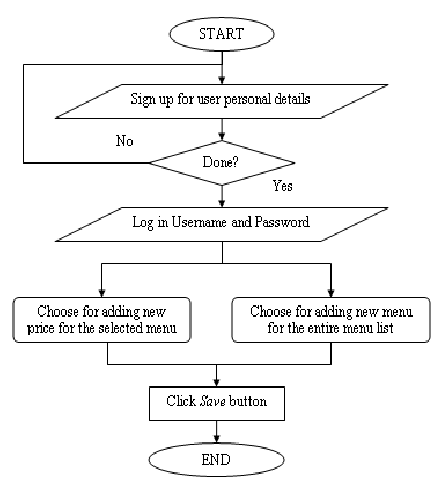 START
Sign up for user personal details
No
Done?
Yes
Log in Username and Password
Choose for adding new
price for the selected menu
Choose for adding new menu
for the entire menu list
Click Save button
END